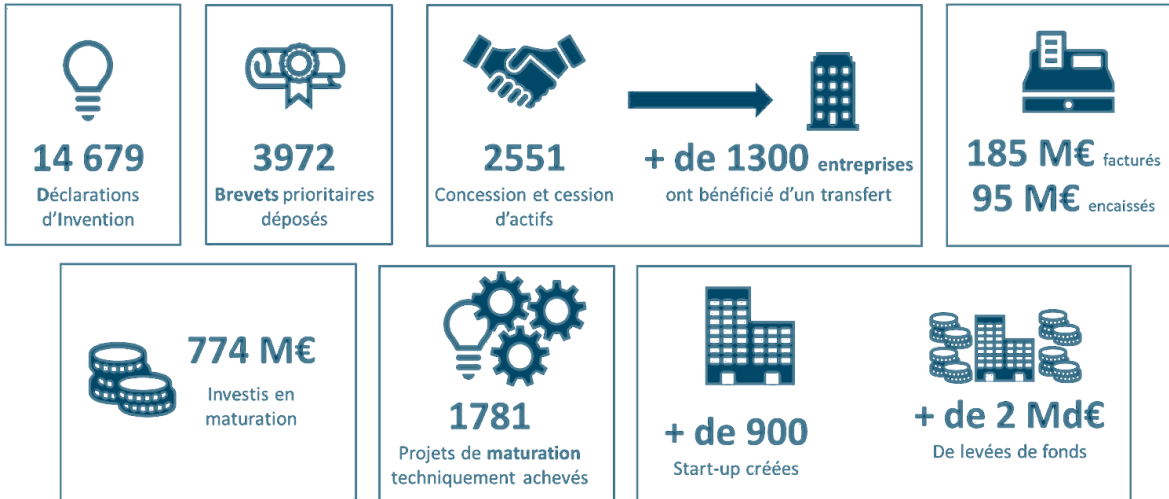 14 679
Déclarations
d'Invention
3972
Brevets prioritaires
déposés
2551
Concession et cession
d'actifs
+ de 1300 entreprises
ont bénéficié d'un transfert
185 M€ facturés
95 M€ encaissés
774 M€
Investis en
maturation
1781
Projets de maturation
techniquement achevés
+ de 900
Start-up créées
+ de 2 Md€
De levées de fonds